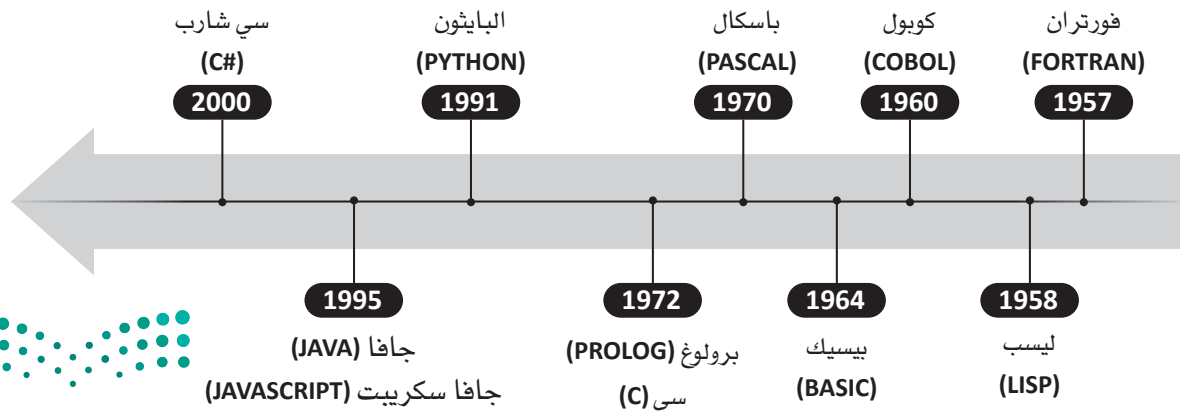 فورتران
(FORTRAN)
1957
كوبول
(COBOL)
1960
باسكال
(PASCAL)
1970
البايثون
(PYTHON)
1991
سي شارب
(C#)
2000
1958
ليسب
(LISP)
1964
بيسيك
(BASIC)
1972
برولوغ (PROLOG)
سي (C)
1995
جافا (JAVA)
جافا سكريبت (JAVASCRIPT)